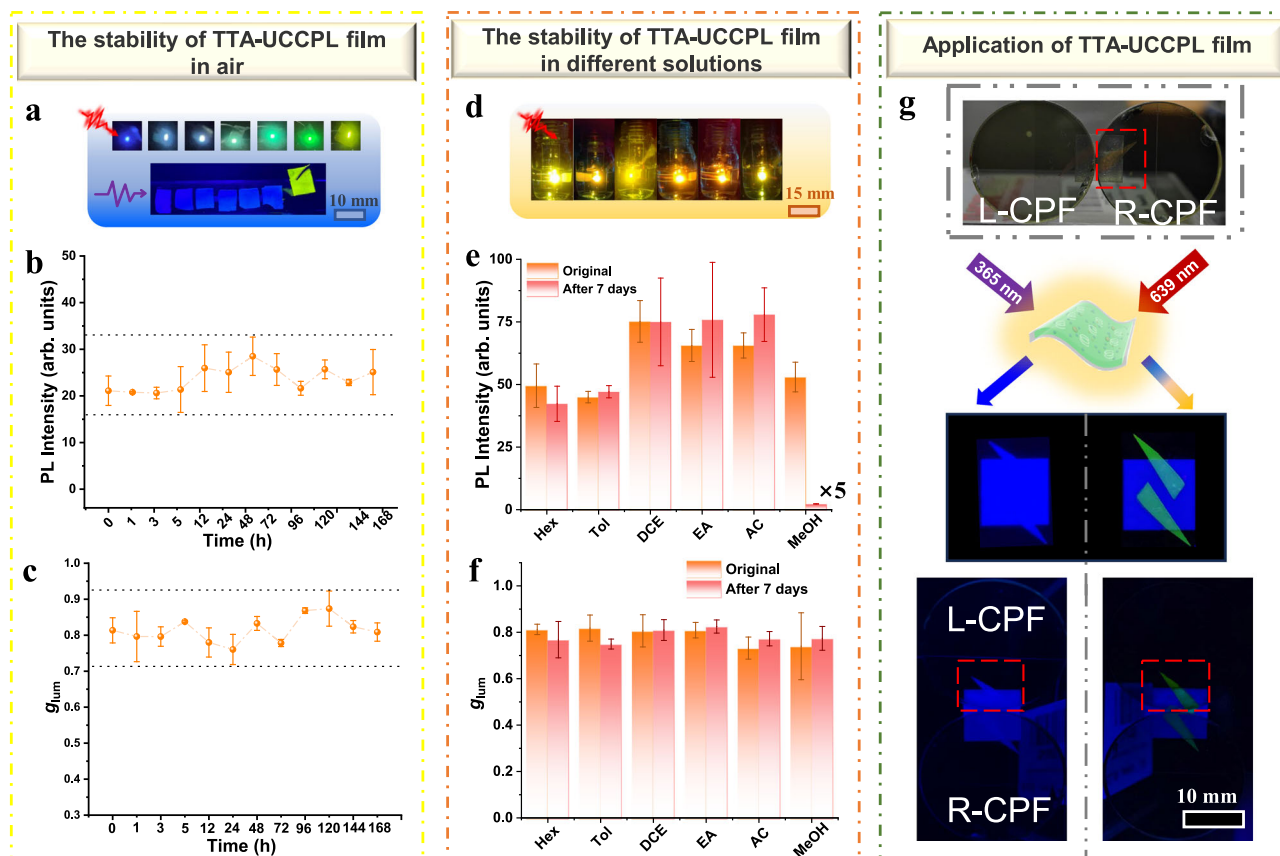 The stability of TTA-UCCPL film
in air
a
10 mm
b
PL Intensity (arb. units)
50
40
30
20
10
0
0 1 3 5 12 24 48 72 96 120 144 168
Time (h)
c
glum
1.0
0.9
0.8
0.7
0.6
0.5
0.4
0.3
0 1 3 5 12 24 48 72 96 120 144 168
Time (h)
The stability of TTA-UCCPL film
in different solutions
d
15 mm
e
Original
After 7 days
PL Intensity (arb. units)
100
75
50
25
0
×5
Hex Tol DCE EA AC MeOH
f
Original
After 7 days
glum
1.0
0.8
0.6
0.4
0.2
0.0
Hex Tol DCE EA AC MeOH
Application of TTA-UCCPL film
g
L-CPF R-CPF
365 nm
639 nm
L-CPF
R-CPF
10 mm